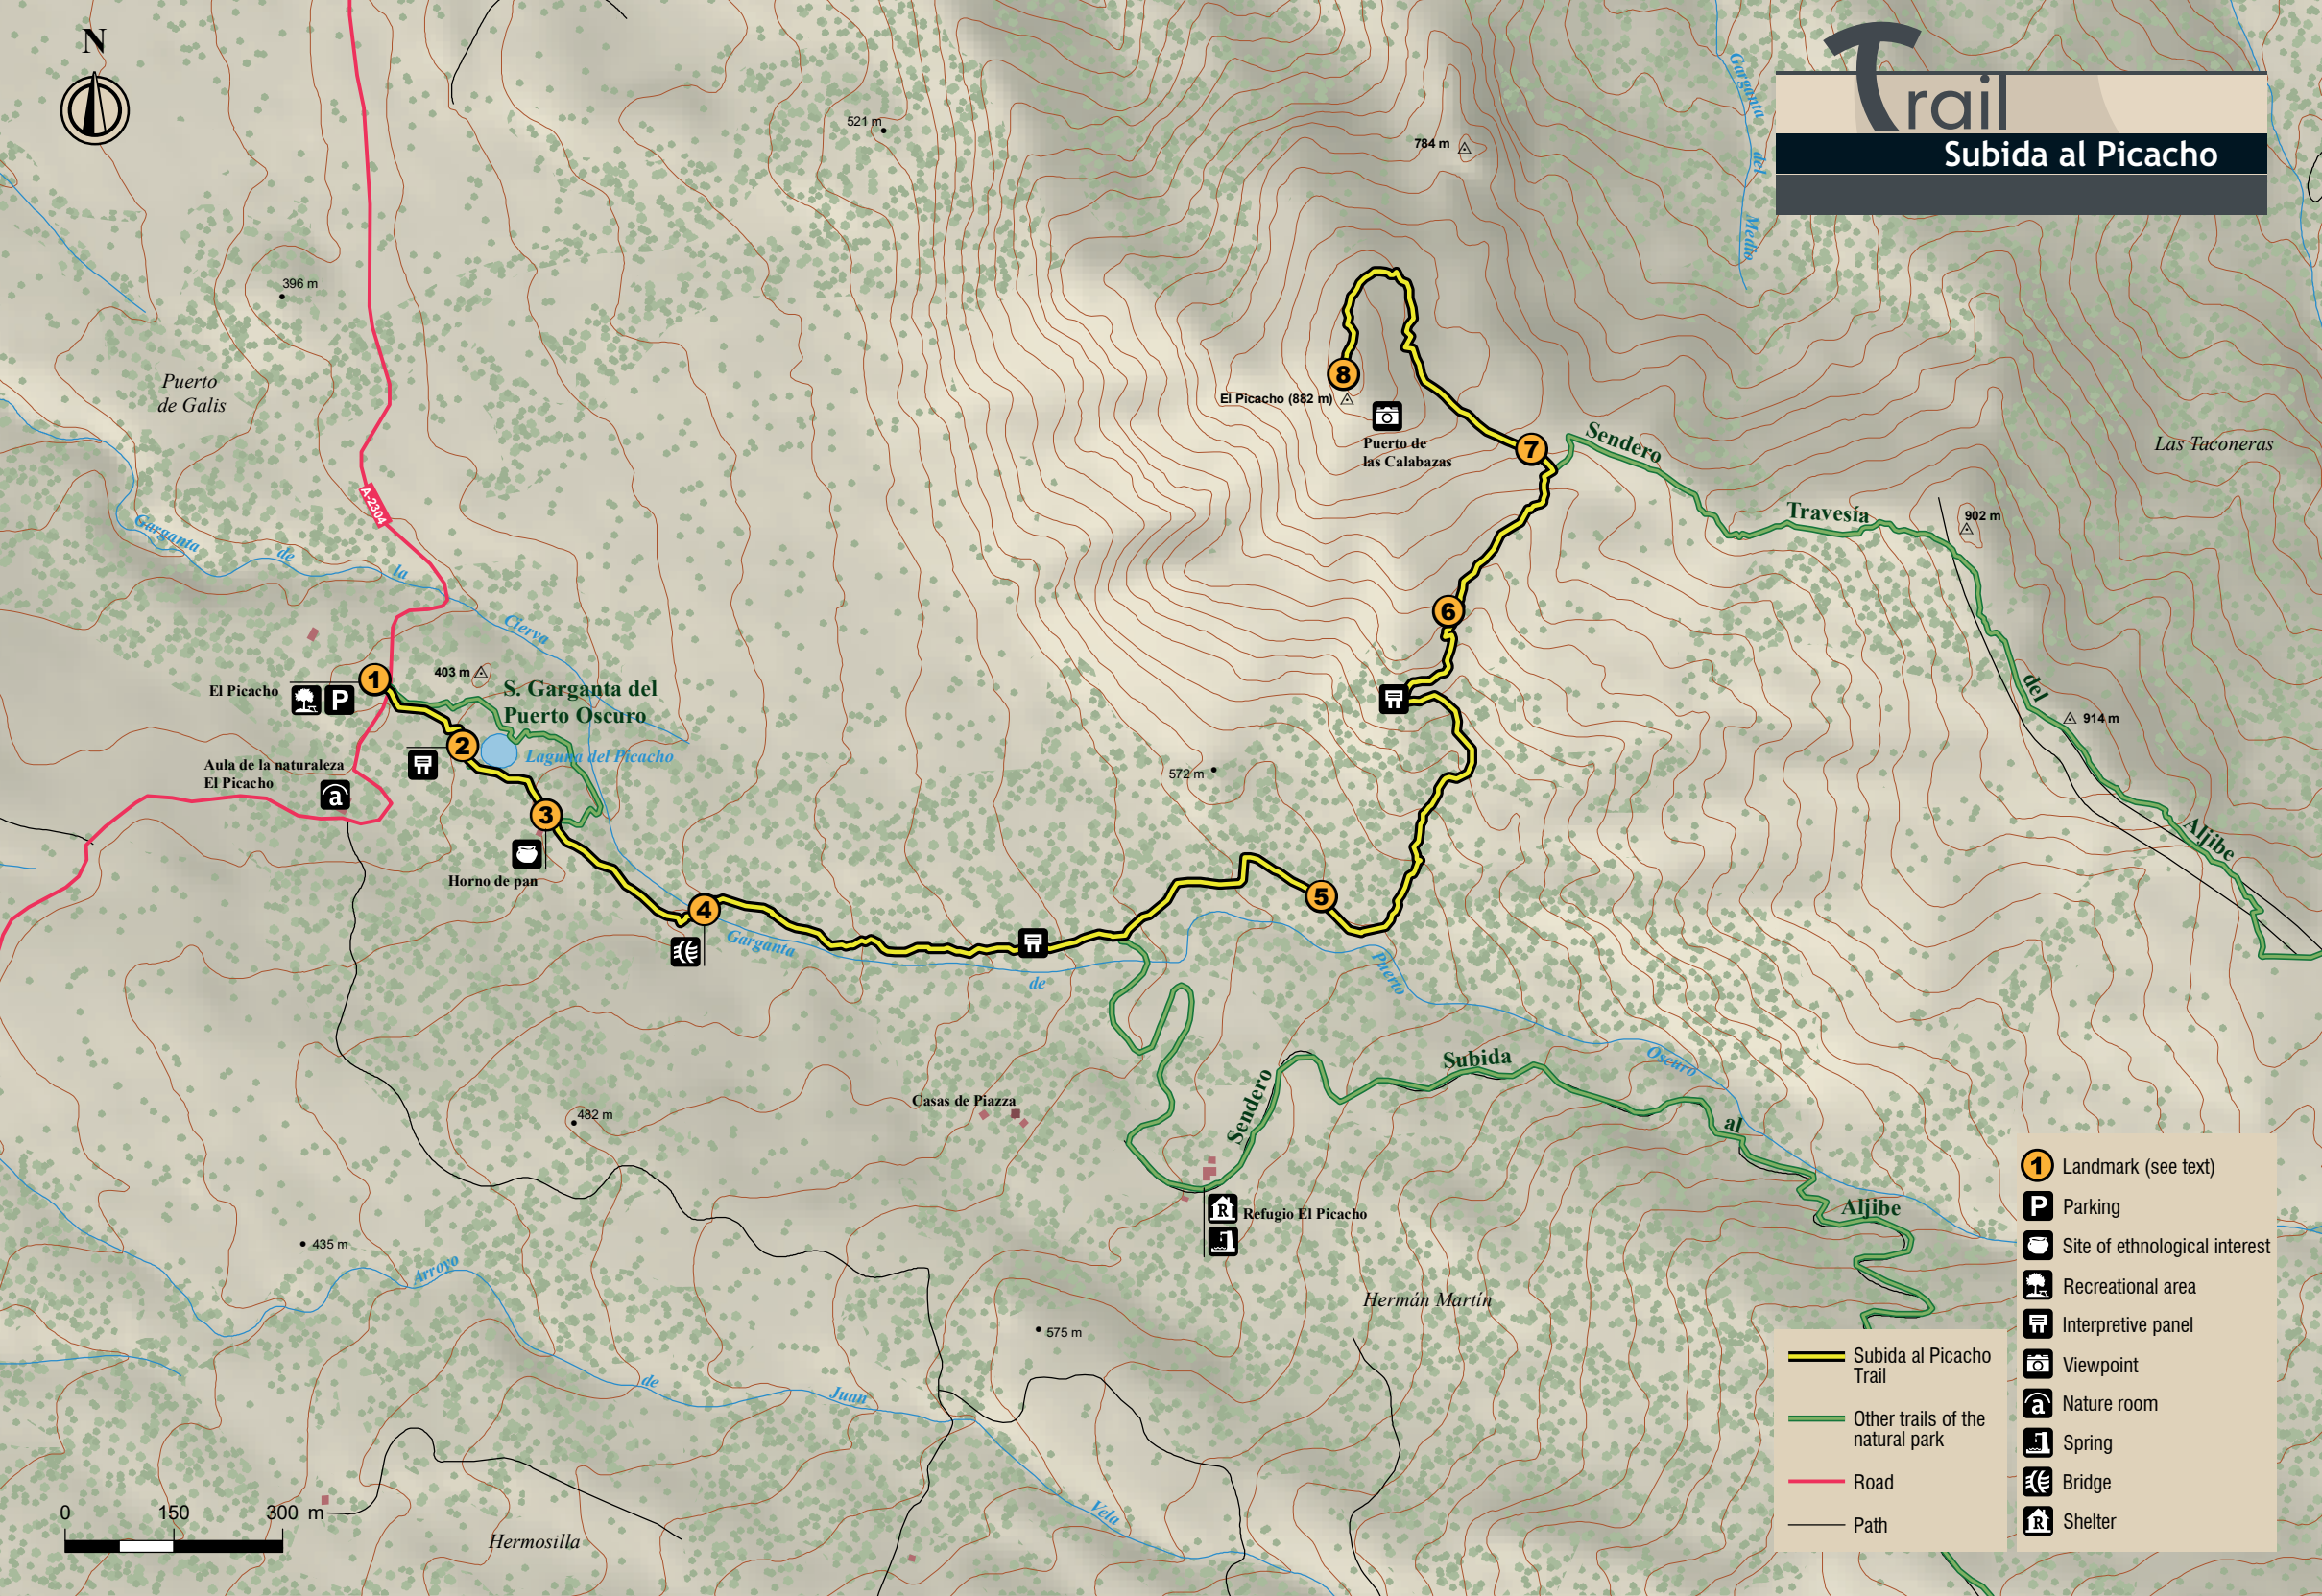 N
Trail
Subida al Picacho
Garganta
del
Medio
521 m
784 m
396 m
Puerto
de Galis
8
El Picacho (882 m)
Puerto de
las Calabazas
7
Sendero
Travesía
del
Aljibe
Las Taconeras
902 m
914 m
A-2304
Garganta
de
la
Cierva
6
1
El Picacho
P
403 m
S. Garganta del
Puerto Oscuro
2
Laguna del Picacho
Aula de la naturaleza
El Picacho
a
572 m
3
Horno de pan
4
5
Garganta
de
Puerto
Oscuro
Sendero
Subida
al
Aljibe
Casas de Piazza
482 m
R
Refugio El Picacho
435 m
Hermán Martín
575 m
Arroyo
de
Juan
Vela
Hermosilla
0
150
300 m
Subida al Picacho
Trail
Other trails of the
natural park
Road
Path
1
Landmark (see text)
P
Parking
Site of ethnological interest
Recreational area
Interpretive panel
Viewpoint
a
Nature room
Spring
Bridge
R
Shelter